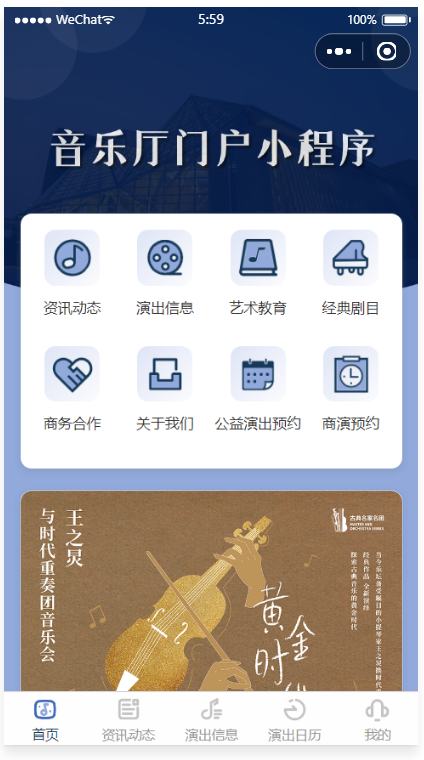 WeChat 5:59 100%
音乐厅门户小程序
资讯动态 演出信息 艺术教育 经典剧目
商务合作 关于我们 公益演出预约 商演预约
王之炅
与时代重奏团音乐会
古典名家名团
MASTERS AND
ORCHESTRA SERIES
当今乐坛备受瞩目的小提琴家王之炅携时代
经典作品 全新演绎
探索古典音乐的黄金时代
黄金
时
首页 资讯动态 演出信息 演出日历 我的